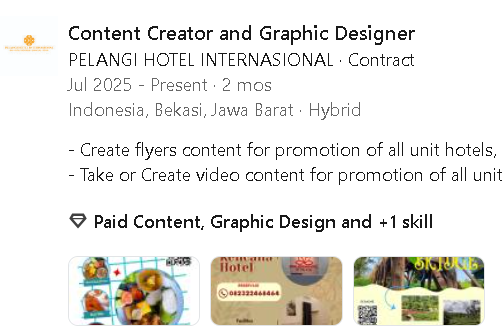 Content Creator and Graphic Designer
PELANGI HOTEL INTERNASIONAL · Contract
Jul 2025 - Present · 2 mos
Indonesia, Bekasi, Jawa Barat · Hybrid
- Create flyers content for promotion of all unit hotels,
- Take or Create video content for promotion of all unit
Paid Content, Graphic Design and +1 skill
Kencana
Hotel
082322468464